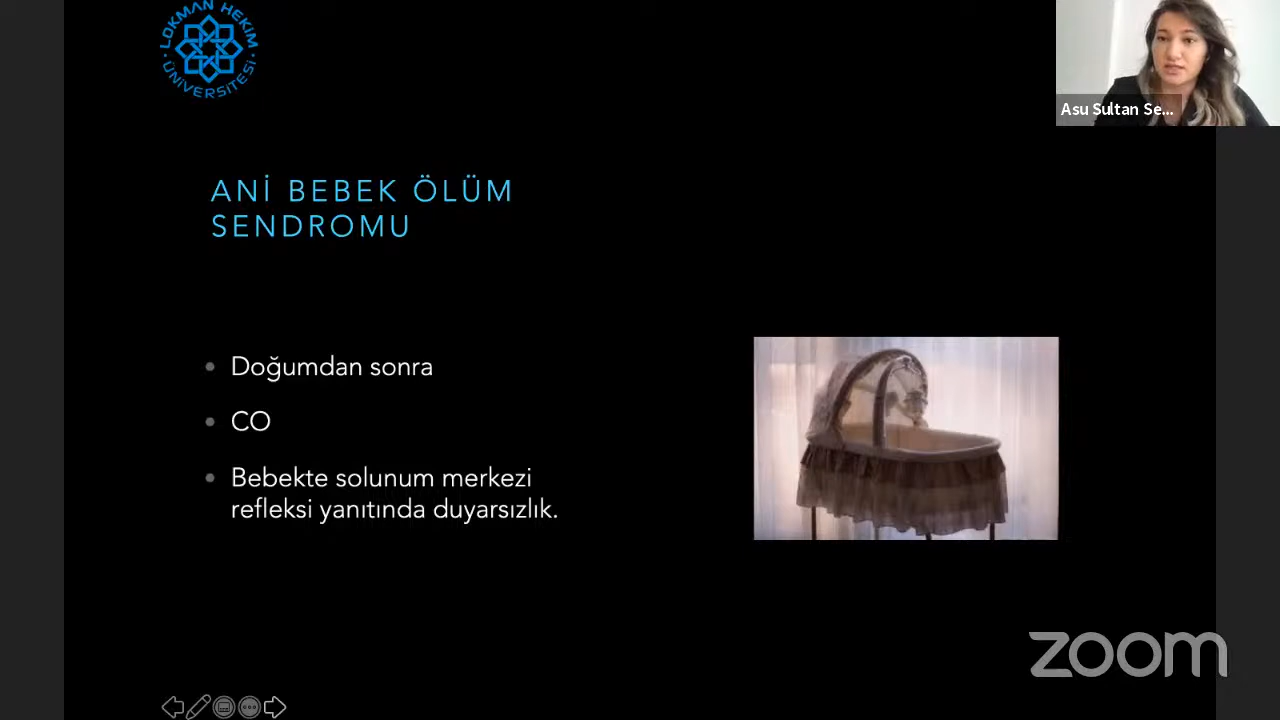 LOKMAN HEKİM
ÜNİVERSİTESİ
Asu Sultan Se...
ANİ BEBEK ÖLÜM
SENDROMU
• Doğumdan sonra
• CO
• Bebekte solunum merkezi
refleksi yanıtında duyarsızlık.
zoom